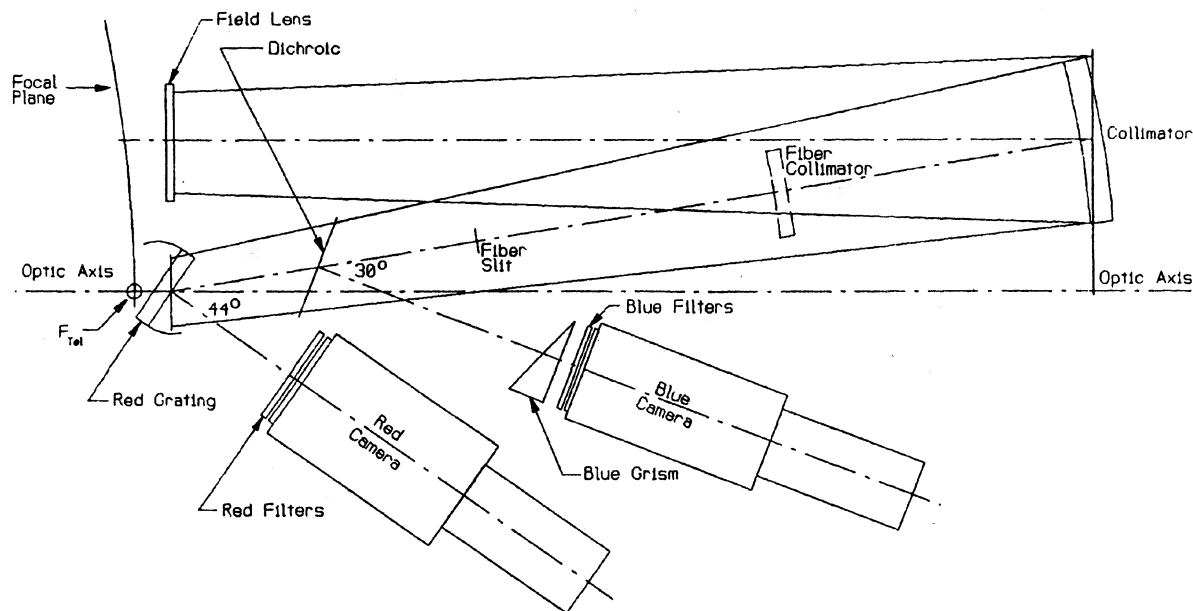 Field Lens
Dichroic
Focal
Plane
Collimator
Fiber
Collimator
Fiber
Slit
Optic Axis
30°
Optic Axis
44°
Blue Filters
F Tel
Red Grating
Blue
Camera
Red
Camera
Blue Grism
Red Filters